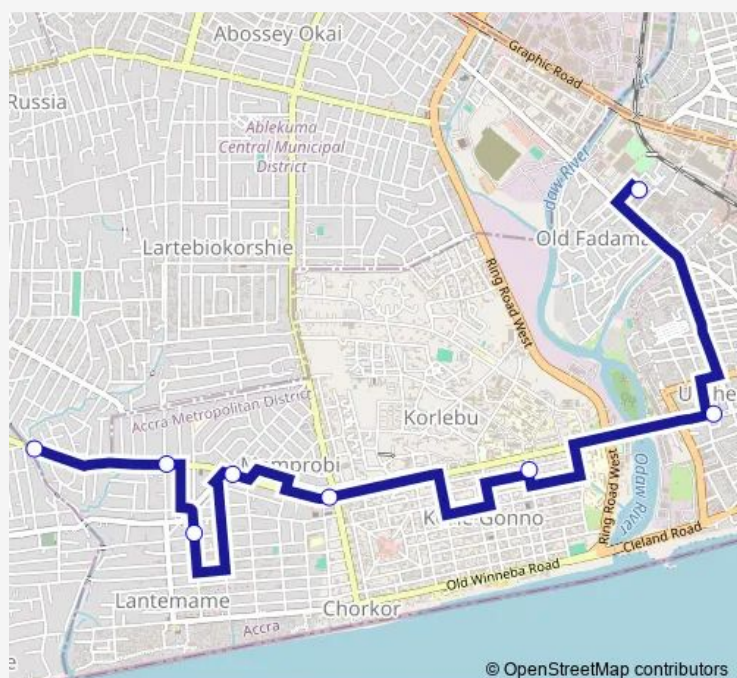 Abossey Okai
Graphic Road
Russia
Ablekuma
Central Municipal
District
Odaw River
Lartebiokorshie
Old Fadama
Ring Road West
Accra Metropolitan District
Korlebu
Mamprobi
Korle Gonno
Ring Road West
Odaw River
Cleland Road
Old Winneba Road
Lantemame
Chorkor
Accra
© OpenStreetMap contributors